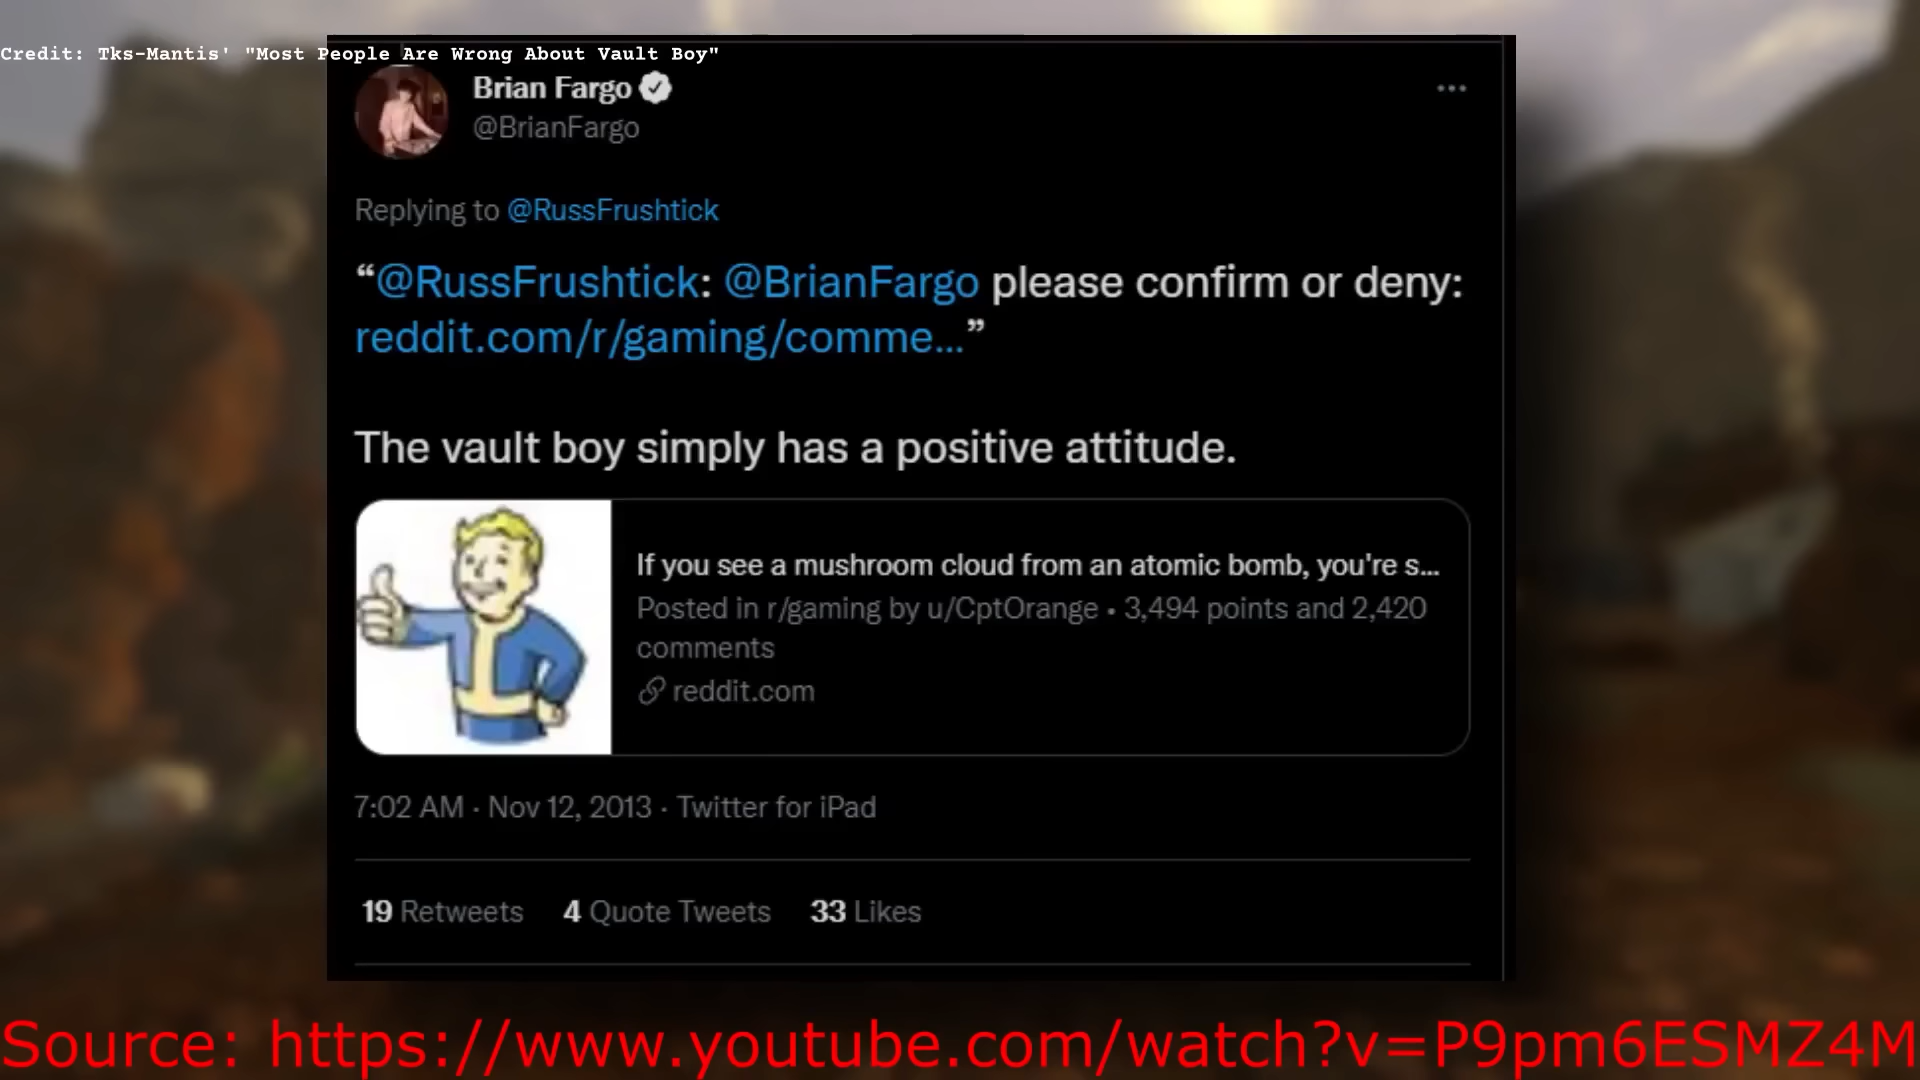 Credit: Tks-Mantis' "Most People Are Wrong About Vault Boy"
Brian Fargo
@BrianFargo
Replying to @RussFrushtick
“@RussFrushtick: @BrianFargo please confirm or deny:
reddit.com/r/gaming/comme...”
The vault boy simply has a positive attitude.
If you see a mushroom cloud from an atomic bomb, you're s...
Posted in r/gaming by u/CptOrange • 3,494 points and 2,420
comments
reddit.com
7:02 AM · Nov 12, 2013 · Twitter for iPad
19 Retweets 4 Quote Tweets 33 Likes
Source: https://www.youtube.com/watch?v=P9pm6ESMZ4M